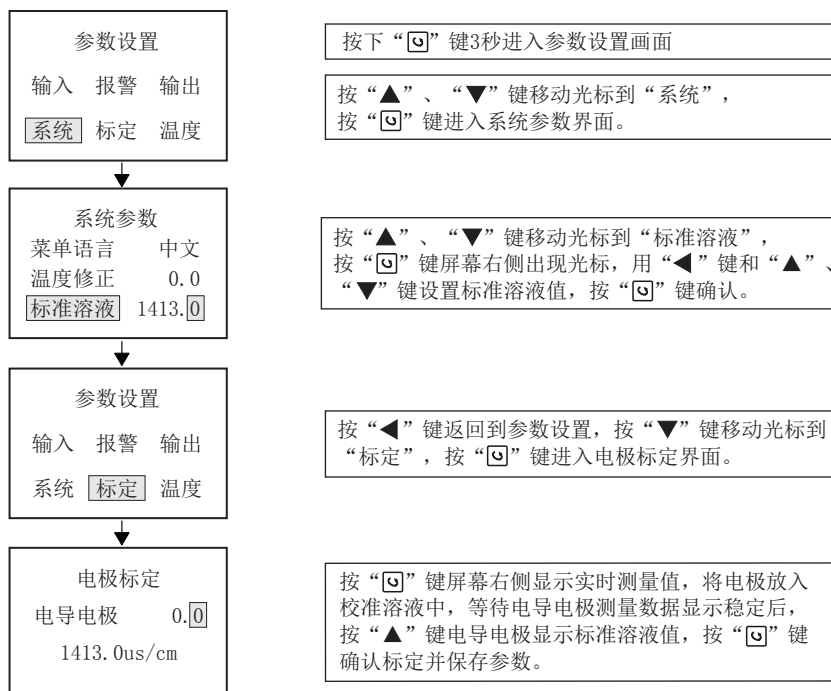 参数设置
输入 报警 输出
系统 标定 温度
按下“”键3秒进入参数设置画面
按“▲”、“▼”键移动光标到“系统”，
按“”键进入系统参数界面。
系统参数
菜单语言 中文
温度修正 0.0
标准溶液 1413.0
按“▲”、“▼”键移动光标到“标准溶液”，
按“”键屏幕右侧出现光标，用“◀”键和“▲”、
“▼”键设置标准溶液值，按“”键确认。
参数设置
输入 报警 输出
系统 标定 温度
按“◀”键返回到参数设置，按“▼”键移动光标到
“标定”，按“”键进入电极标定界面。
电极标定
电导电极 0.0
1413.0us/cm
按“”键屏幕右侧显示实时测量值，将电极放入
校准溶液中，等待电导电极测量数据显示稳定后，
按“▲”键电导电极显示标准溶液值，按“”键
确认标定并保存参数。